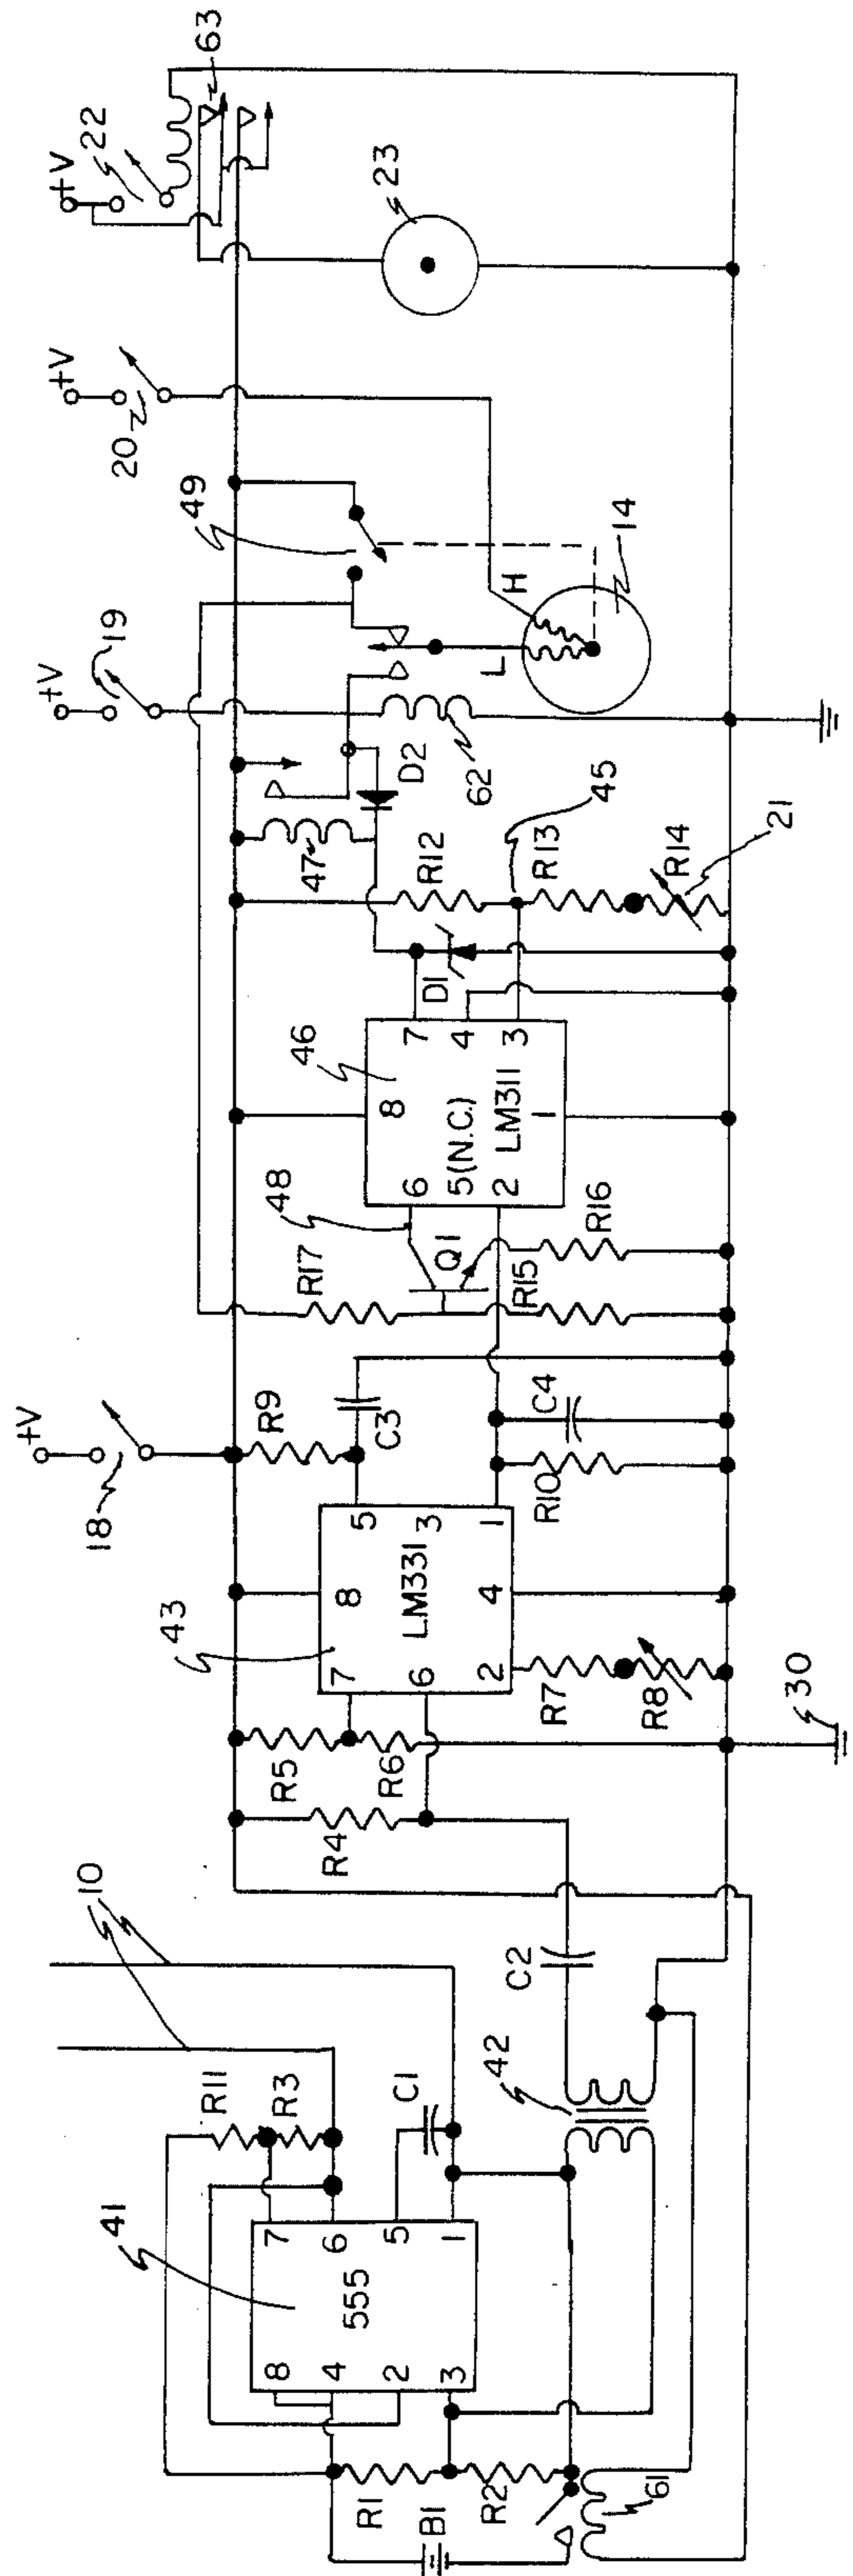 10
41
R11
R3
7
6
5
1
8
4
2
3
555
C1
R1
R2
B1
61
42
C2
+V
18
43
R5
R4
R6
7
6
2
8
LM331
4
5
3
1
R7
R8
30
R9
C3
R10
C4
R17
48
Q1
R15
R16
46
6
5(N.C.)
2
8
LM311
1
7
4
3
D1
47
D2
R12
45
R13
R14
21
+V
19
62
49
L
H
14
+V
20
+V
22
63
23